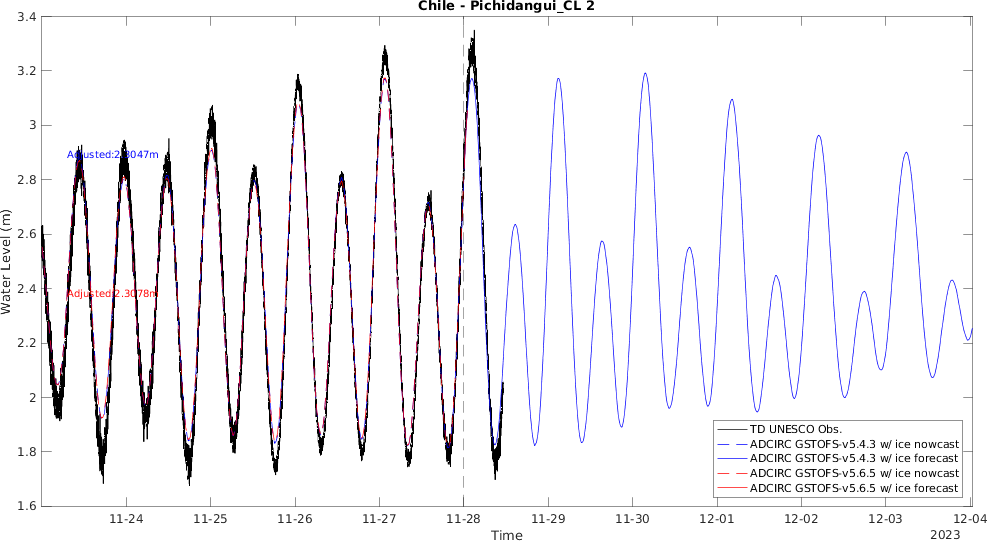 Chile - Pichidangui_CL 2
3.4
3.2
3
2.8
2.6
2.4
2.2
2
1.8
1.6
Water Level (m)
Adjusted:2.3047m
Adjusted:2.3078m
11-24
11-25
11-26
11-27
11-28
11-29
11-30
12-01
12-02
12-03
12-04
Time
2023
TD UNESCO Obs.
ADCIRC GSTOFS-v5.4.3 w/ ice nowcast
ADCIRC GSTOFS-v5.4.3 w/ ice forecast
ADCIRC GSTOFS-v5.6.5 w/ ice nowcast
ADCIRC GSTOFS-v5.6.5 w/ ice forecast